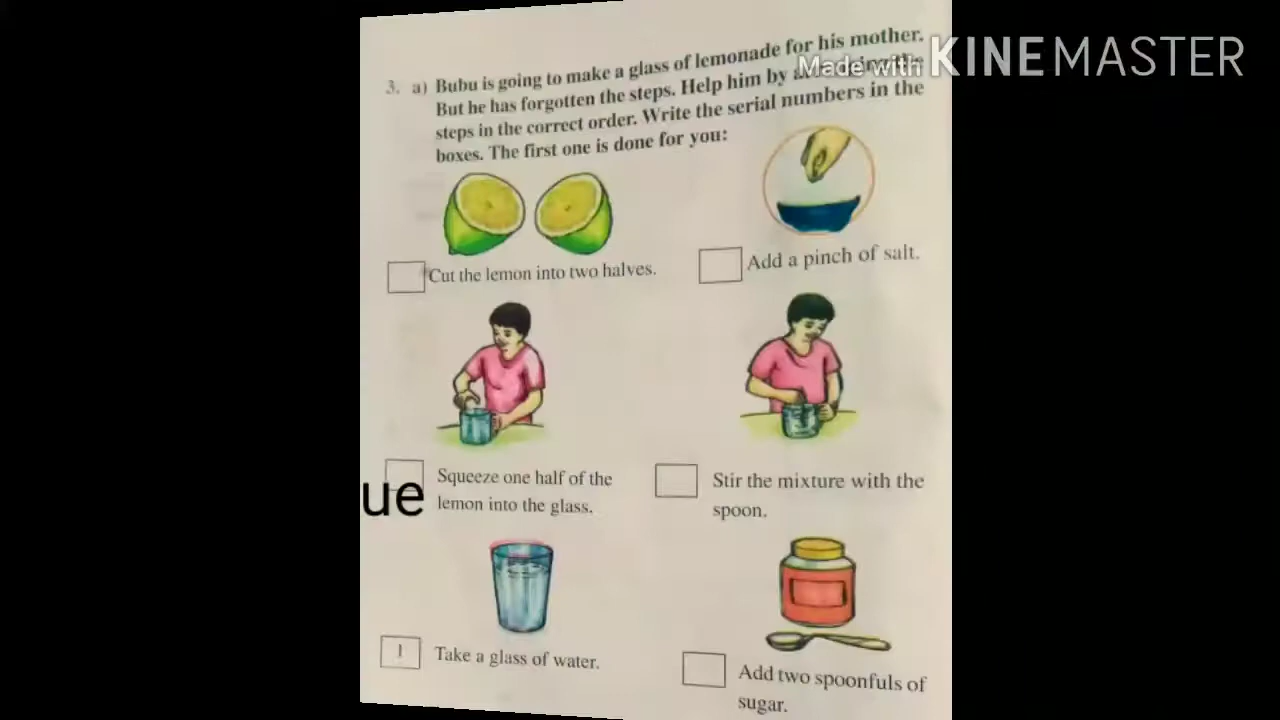 Made with KINEMASTER
3. a) Bubu is going to make a glass of lemonade for his mother.
But he has forgotten the steps. Help him by
steps in the correct order. Write the serial numbers in the
boxes. The first one is done for you:
Cut the lemon into two halves.
Add a pinch of salt.
Squeeze one half of the
lemon into the glass.
Stir the mixture with the
spoon.
ue
1 Take a glass of water.
Add two spoonfuls of
sugar.